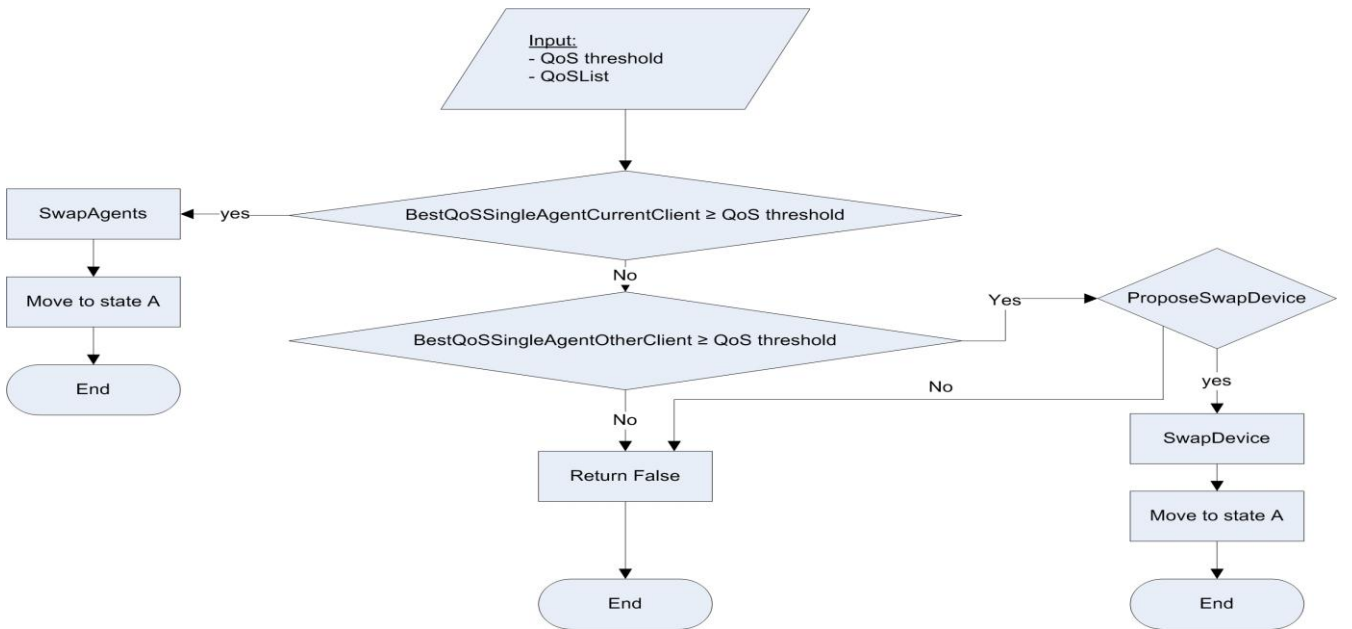 Input:
- QoS threshold
- QoSList
SwapAgents
yes
BestQoSSingleAgentCurrentClient ≥ QoS threshold
Move to state A
No
Yes
ProposeSwapDevice
BestQoSSingleAgentOtherClient ≥ QoS threshold
End
No
yes
No
SwapDevice
Return False
Move to state A
End
End